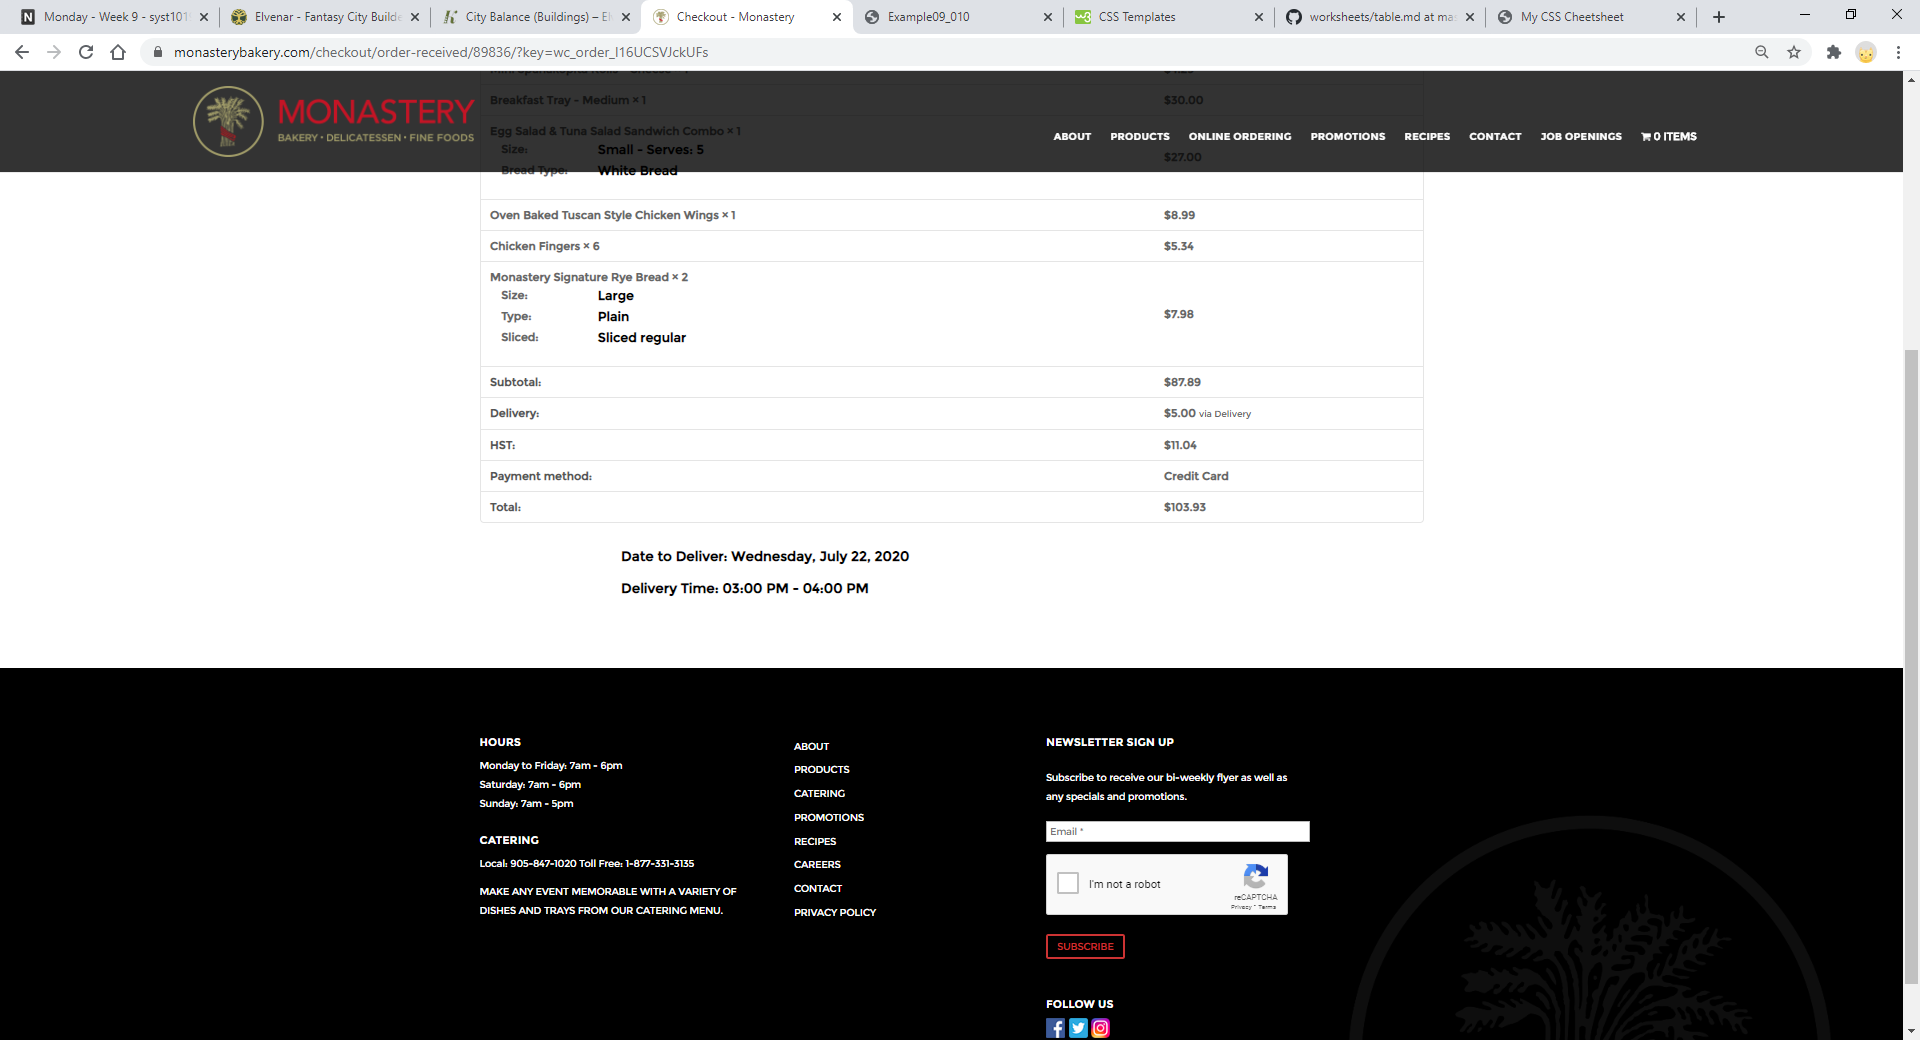 Monday - Week 9 - syst101
Elvenar - Fantasy City Builde
City Balance (Buildings) – El
Checkout - Monastery
Example09_010
CSS Templates
worksheets/table.md at mas
My CSS Cheetsheet
monasterybakery.com/checkout/order-received/89836/?key=wc_order_l16UCSVJckUFs
MONASTERY
BAKERY • DELICATESSEN • FINE FOODS
ABOUT PRODUCTS ONLINE ORDERING PROMOTIONS RECIPES CONTACT JOB OPENINGS 0 ITEMS
Breakfast Tray - Medium × 1 $30.00
Egg Salad & Tuna Salad Sandwich Combo × 1
Size: Small - Serves: 5
$27.00
Bread Type: White Bread
Oven Baked Tuscan Style Chicken Wings × 1 $8.99
Chicken Fingers × 6 $5.34
Monastery Signature Rye Bread × 2
Size: Large
Type: Plain
$7.98
Sliced: Sliced regular
Subtotal: $87.89
Delivery: $5.00 via Delivery
HST: $11.04
Payment method: Credit Card
Total: $103.93
Date to Deliver: Wednesday, July 22, 2020
Delivery Time: 03:00 PM - 04:00 PM
HOURS
Monday to Friday: 7am - 6pm
Saturday: 7am - 6pm
Sunday: 7am - 5pm
CATERING
Local: 905-847-1020 Toll Free: 1-877-331-3135
MAKE ANY EVENT MEMORABLE WITH A VARIETY OF
DISHES AND TRAYS FROM OUR CATERING MENU.
ABOUT
PRODUCTS
CATERING
PROMOTIONS
RECIPES
CAREERS
CONTACT
PRIVACY POLICY
NEWSLETTER SIGN UP
Subscribe to receive our bi-weekly flyer as well as
any specials and promotions.
Email *
I'm not a robot
reCAPTCHA
Privacy - Terms
SUBSCRIBE
FOLLOW US